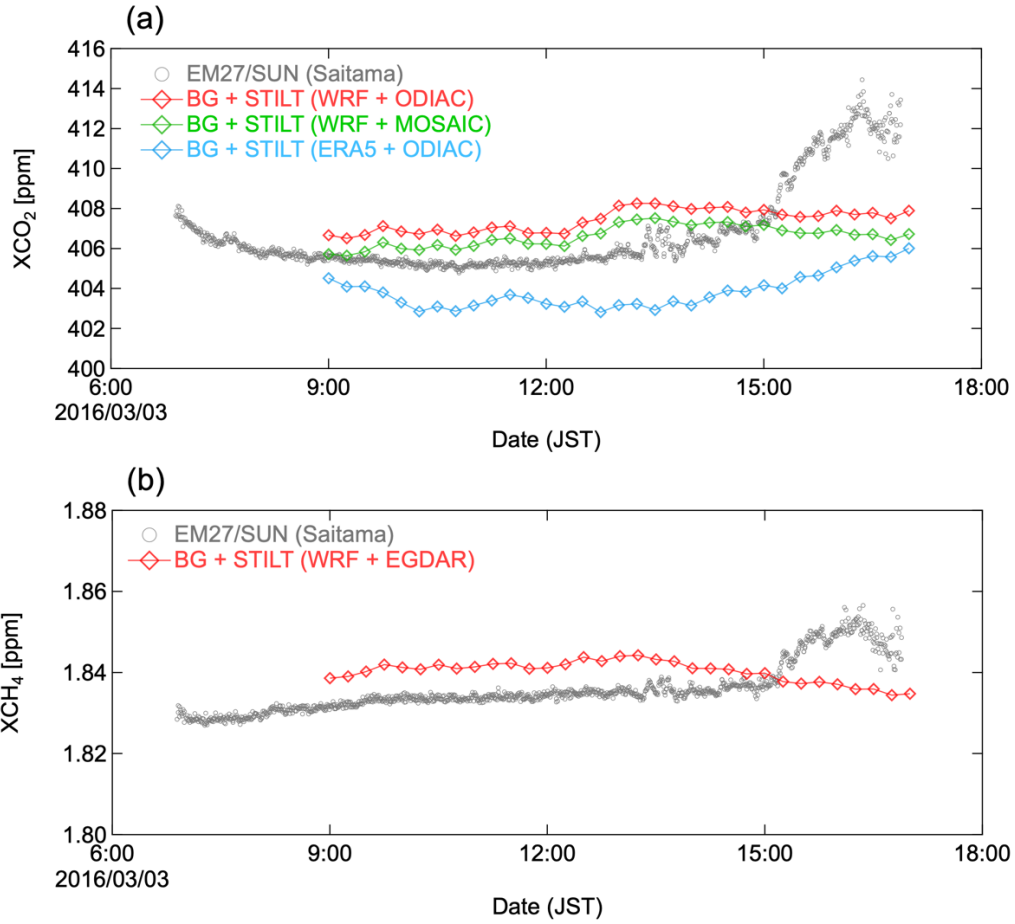 (a)
416
414
412
410
408
406
404
402
400
XCO₂ [ppm]
EM27/SUN (Saitama)
BG + STILT (WRF + ODIAC)
BG + STILT (WRF + MOSAIC)
BG + STILT (ERA5 + ODIAC)
6:00 9:00 12:00 15:00 18:00
2016/03/03
Date (JST)
(b)
1.88
1.86
1.84
1.82
1.80
XCH₄ [ppm]
EM27/SUN (Saitama)
BG + STILT (WRF + EGDAR)
6:00 9:00 12:00 15:00 18:00
2016/03/03
Date (JST)